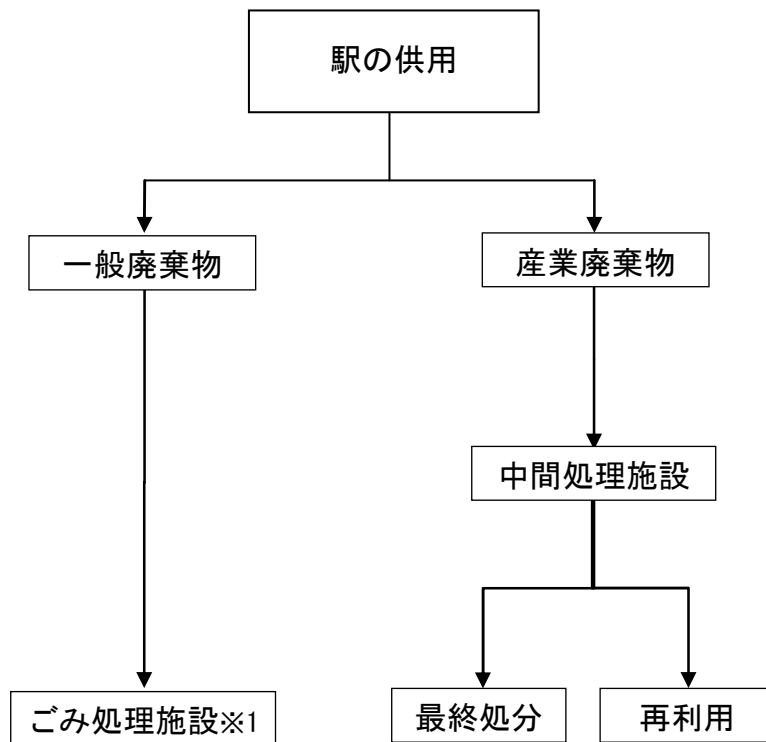 駅の供用
一般廃棄物
産業廃棄物
中間処理施設
ごみ処理施設※1
最終処分
再利用